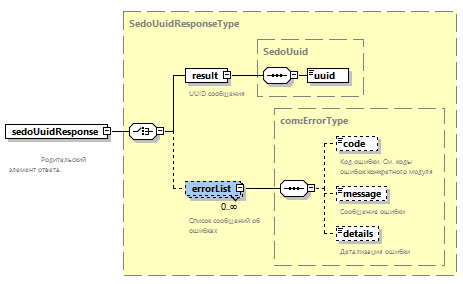 SedoUuidResponseType
SedoUuid
result
uuid
UUID сообщения
sedoUuidResponse
Родительский
элемент ответа.
com:ErrorType
code
Код ошибки. См. коды
ошибок конкретного модуля
errorList
0..∞
Список сообщений об
ошибках
message
Сообщение ошибки
details
Детализация ошибки